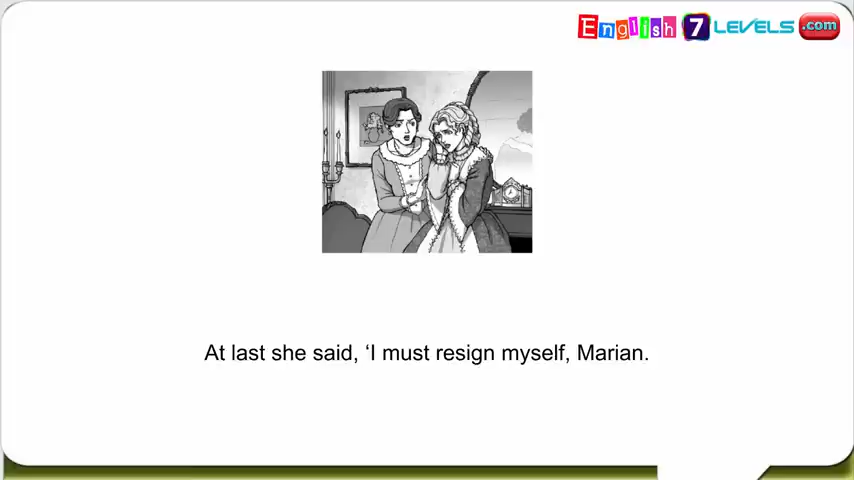 English 7 LEVELS .com
At last she said, ‘I must resign myself, Marian.